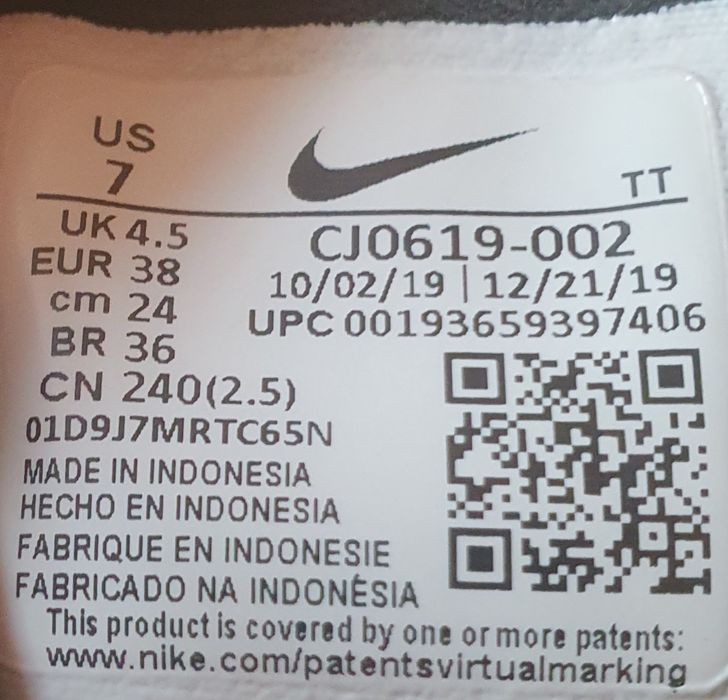 US
7
TT
UK 4.5
EUR 38
cm 24
BR 36
CN 240(2.5)
CJ0619-002
10/02/19 | 12/21/19
UPC 00193659397406
01D9J7MRTC65N
MADE IN INDONESIA
HECHO EN INDONESIA
FABRIQUE EN INDONESIE
FABRICADO NA INDONÉSIA
This product is covered by one or more patents:
www.nike.com/patentsvirtualmarking